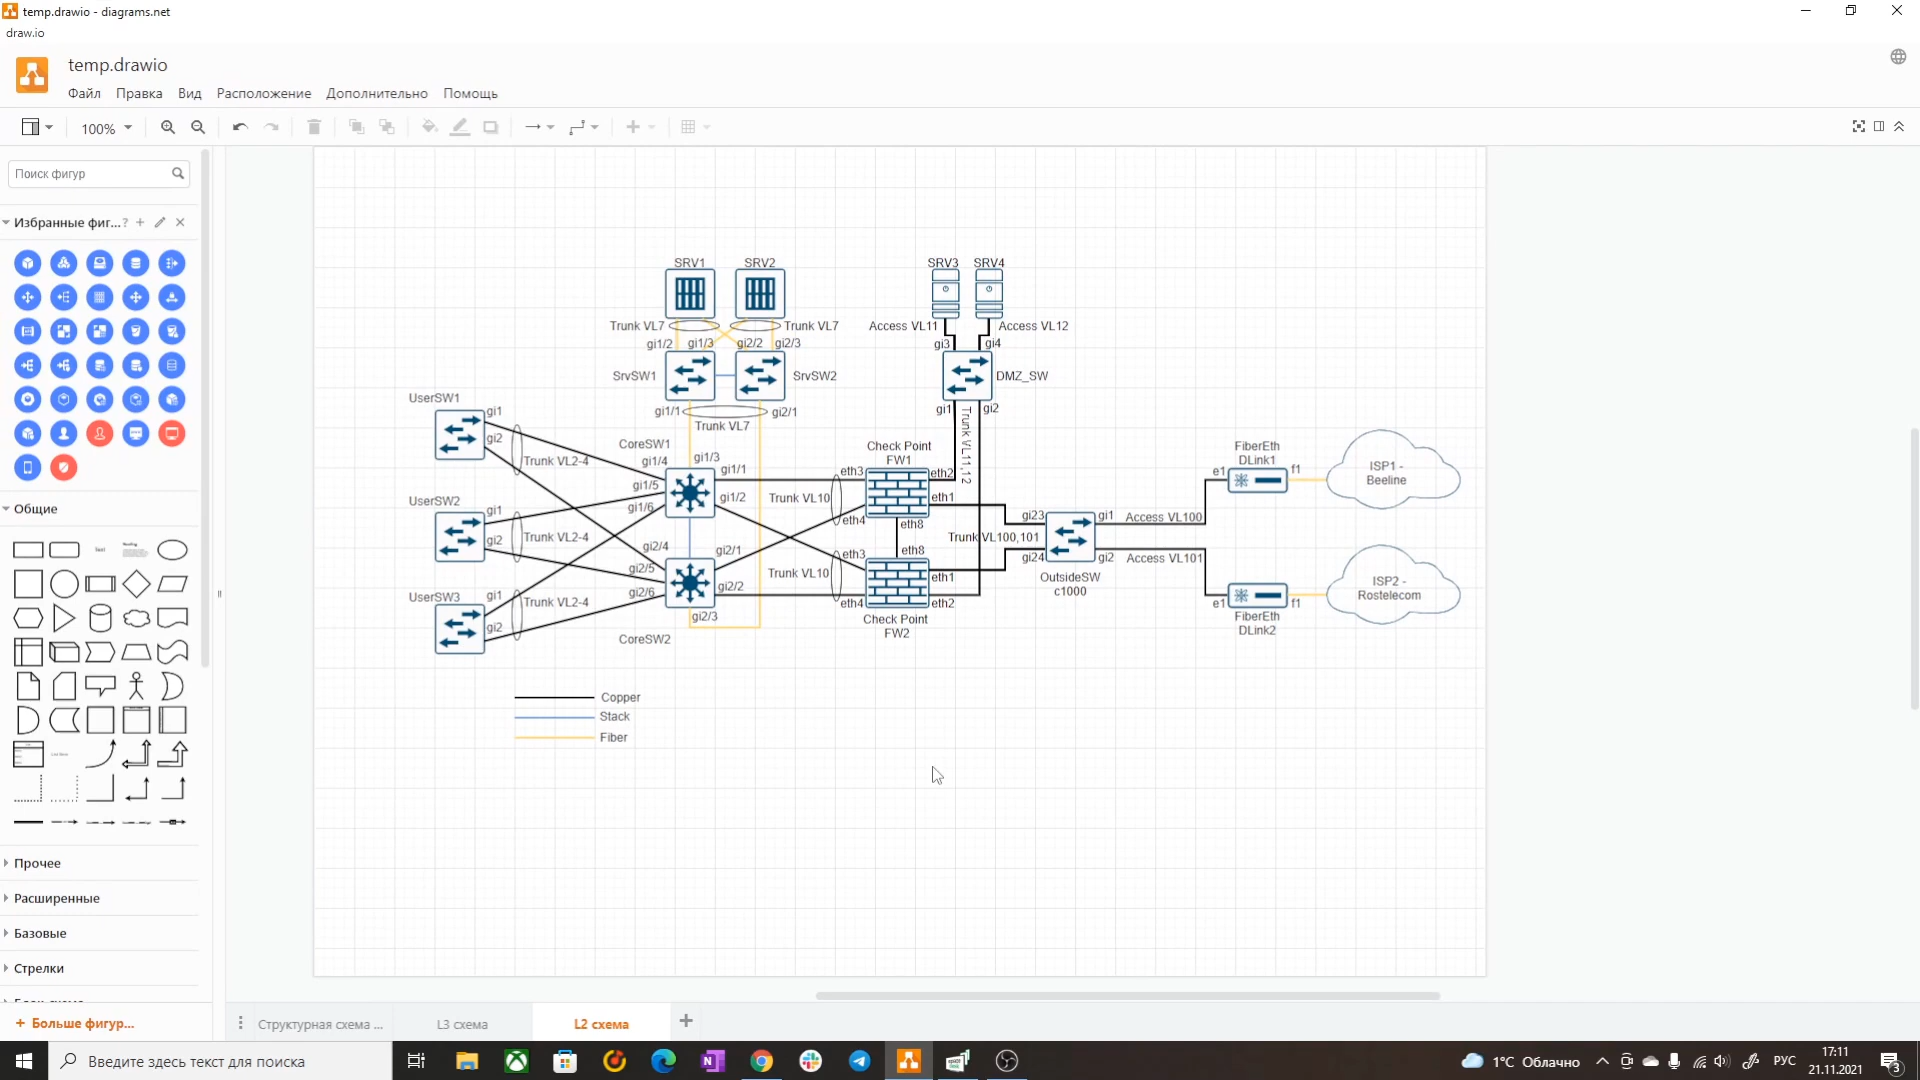 temp.drawio - diagrams.net
draw.io
temp.drawio
Файл Правка Вид Расположение Дополнительно Помощь
100%
Поиск фигур
Избранные фиг... ?
Общие
Text
Heading
Прочее
Расширенные
Базовые
Стрелки
+ Больше фигур...
SRV1 SRV2
SRV3 SRV4
Trunk VL7 Trunk VL7
Access VL11 Access VL12
gi1/2 gi1/3 gi2/2 gi2/3
gi3 gi4
SrvSW1 SrvSW2
DMZ_SW
gi1/1 gi2/1
Trunk VL7
gi1 gi2
Trunk VL11,12
UserSW1
gi1
gi2
Trunk VL2-4
UserSW2
gi1
gi2
Trunk VL2-4
UserSW3
gi1
gi2
Trunk VL2-4
CoreSW1
gi1/3
gi1/4 gi1/1
gi1/5
gi1/2
gi1/6
gi2/4 gi2/1
gi2/5
gi2/2
gi2/6
gi2/3
CoreSW2
Trunk VL10
Trunk VL10
Check Point
FW1
eth3 eth2
eth1
eth4
eth8
eth8
eth3
eth1
eth4 eth2
Check Point
FW2
Trunk VL100,101
gi23 gi1
gi24 gi2
OutsideSW
c1000
Access VL100
Access VL101
FiberEth
DLink1
e1 f1
ISP1 -
Beeline
ISP2 -
Rostelecom
e1 f1
FiberEth
DLink2
Copper
Stack
Fiber
Структурная схема ... L3 схема L2 схема
Введите здесь текст для поиска
1°C Облачно
РУС
17:11
21.11.2021
3